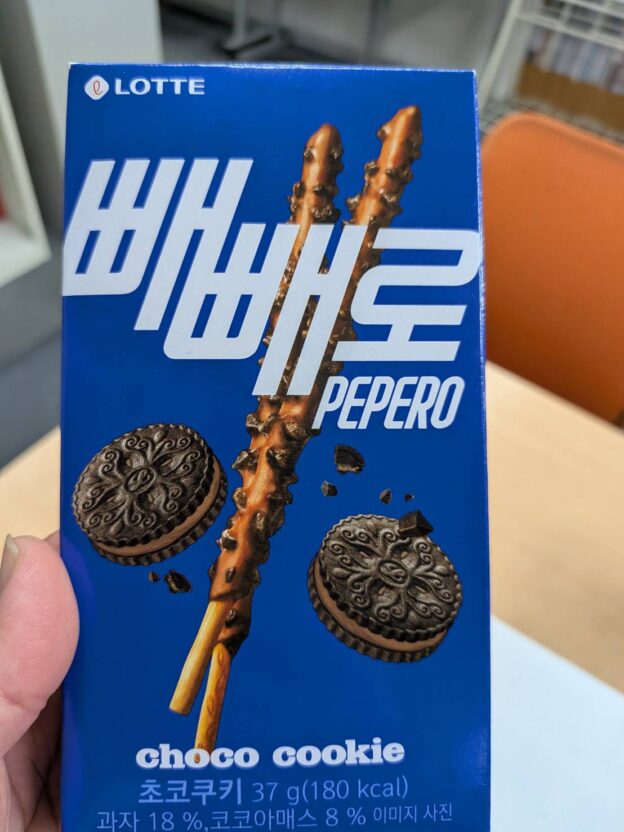 LOTTE
빼빼로
PEPERO
choco cookie
초코쿠키 37 g(180 kcal)
과자 18 %,코코아매스 8 % 이미지 사진